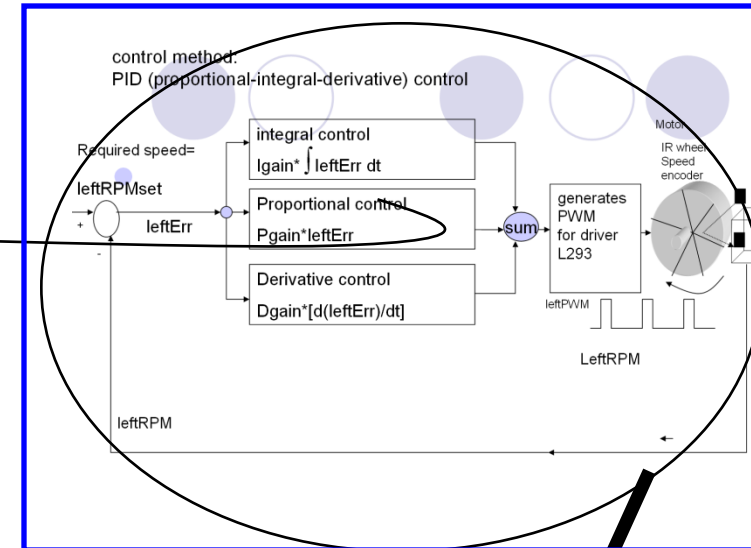 control method:
PID (proportional-integral-derivative) control
Required speed=
leftRPMset
+
-
leftErr
integral control
Igain* ∫ leftErr dt
Proportional control
Pgain*leftErr
Derivative control
Dgain*[d(leftErr)/dt]
sum
generates
PWM
for driver
L293
leftPWM
Motor
IR wheel
Speed
encoder
LeftRPM
leftRPM